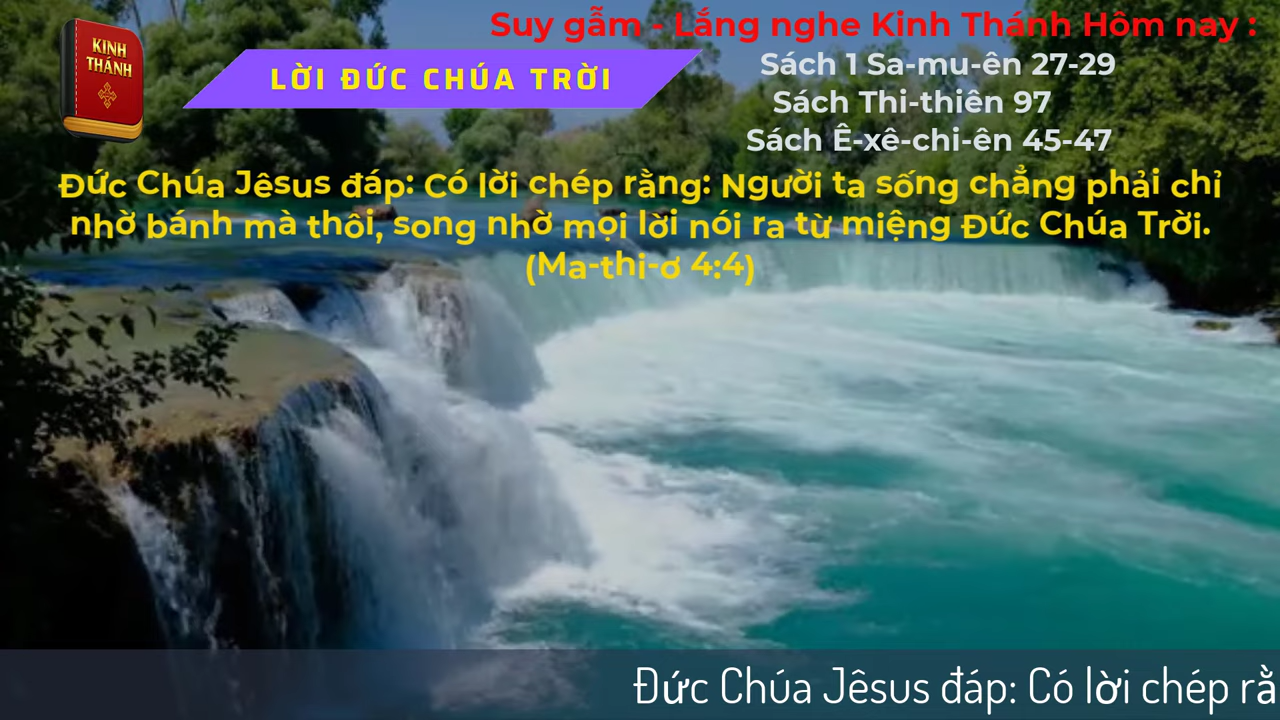 Suy gẫm - Lắng nghe Kinh Thánh Hôm nay :
KINH
THÁNH
LỜI ĐỨC CHÚA TRỜI
Sách 1 Sa-mu-ên 27-29
Sách Thi-thiên 97
Sách Ê-xê-chi-ên 45-47
Đức Chúa Jêsus đáp: Có lời chép rằng: Người ta sống chẳng phải chỉ
nhờ bánh mà thôi, song nhờ mọi lời nói ra từ miệng Đức Chúa Trời.
(Ma-thi-ơ 4:4)
Đức Chúa Jêsus đáp: Có lời chép rằ